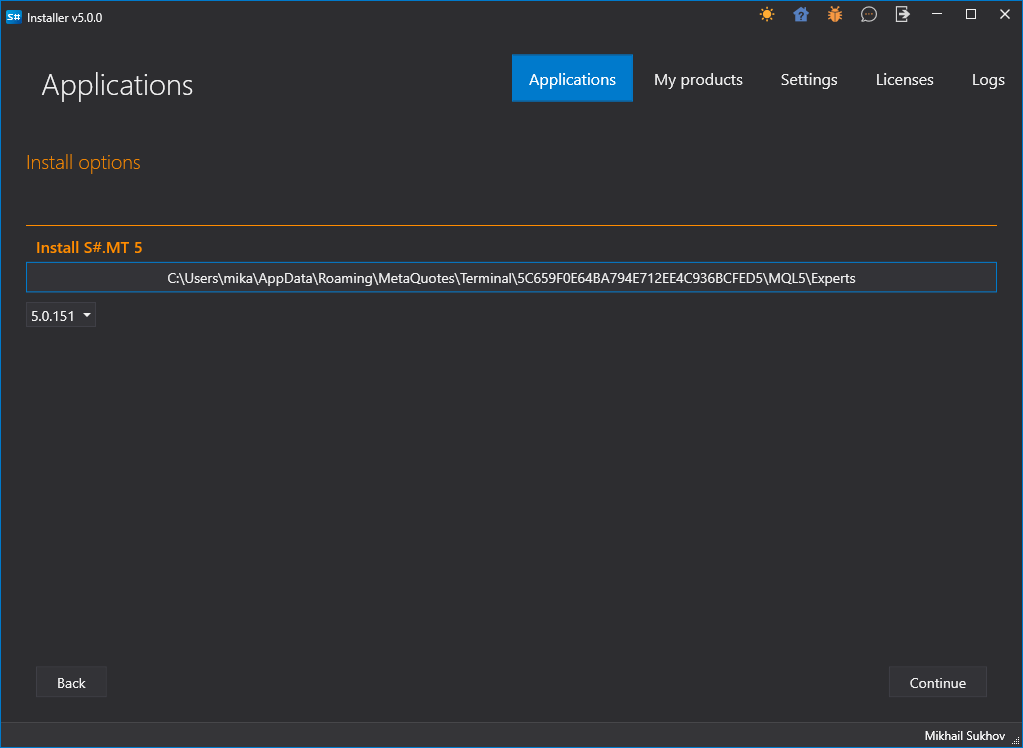 S# Installer v5.0.0
Applications
Applications My products Settings Licenses Logs
Install options
Install S#.MT 5
C:\Users\mika\AppData\Roaming\MetaQuotes\Terminal\5C659F0E64BA794E712EE4C936BCFED5\MQL5\Experts
5.0.151
Back Continue
Mikhail Sukhov